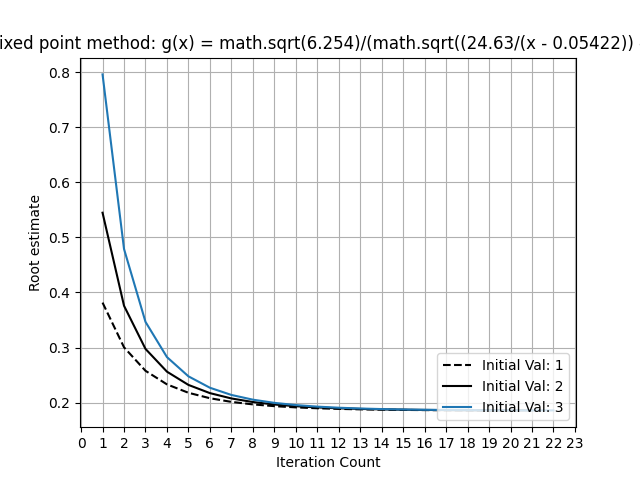 ixed point method: g(x) = math.sqrt(6.254)/(math.sqrt((24.63/(x - 0.05422))
0.8
0.7
0.6
0.5
0.4
0.3
0.2
Root estimate
Initial Val: 1
Initial Val: 2
Initial Val: 3
0 1 2 3 4 5 6 7 8 9 10 11 12 13 14 15 16 17 18 19 20 21 22 23
Iteration Count